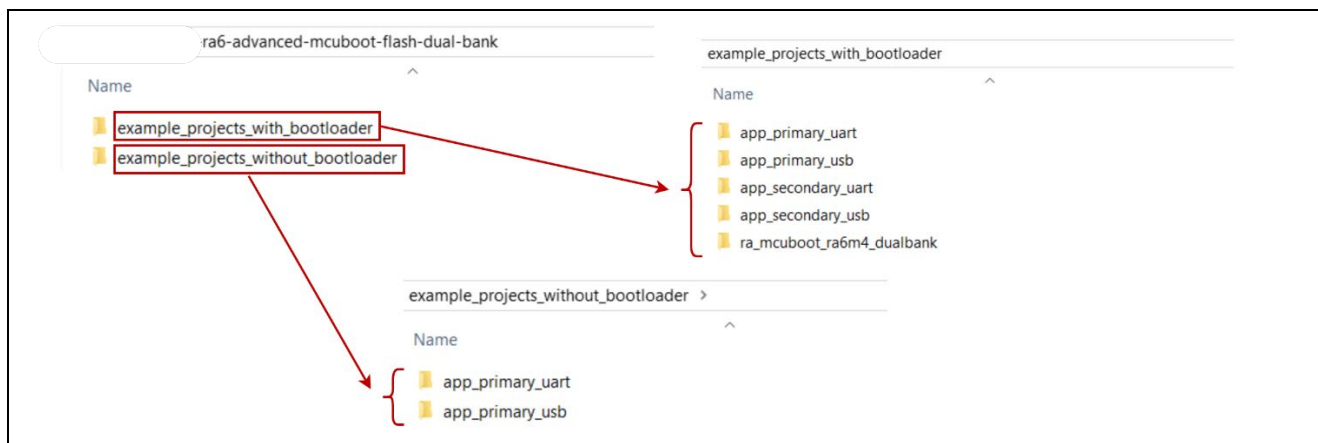 ra6-advanced-mcuboot-flash-dual-bank
Name
example_projects_with_bootloader
example_projects_without_bootloader
example_projects_with_bootloader
Name
app_primary_uart
app_primary_usb
app_secondary_uart
app_secondary_usb
ra_mcuboot_ra6m4_dualbank
example_projects_without_bootloader >
Name
app_primary_uart
app_primary_usb